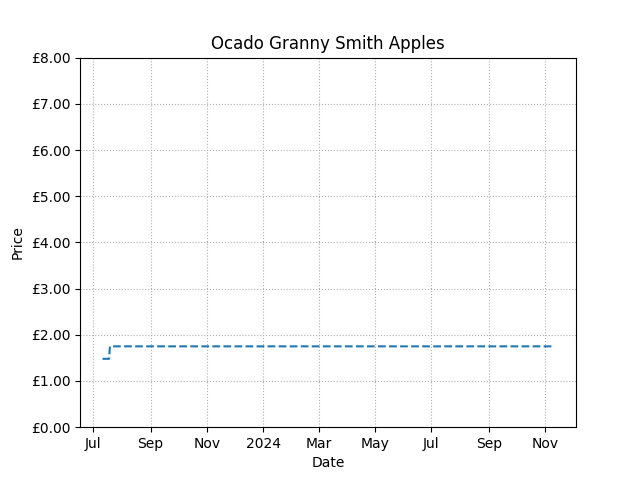 Ocado Granny Smith Apples
£8.00
£7.00
£6.00
£5.00
£4.00
£3.00
£2.00
£1.00
£0.00
Price
Jul Sep Nov 2024 Mar May Jul Sep Nov
Date